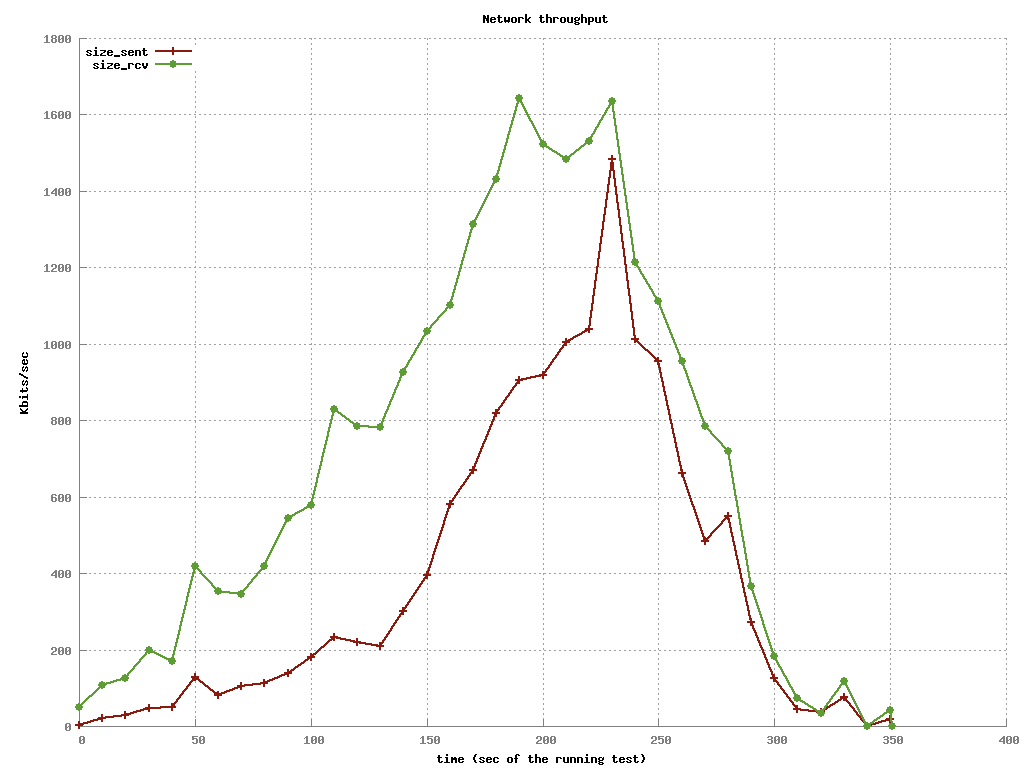 Network throughput
size_sent
size_rcv
1800
1600
1400
1200
1000
800
600
400
200
0
Kbits/sec
0 50 100 150 200 250 300 350 400
time (sec of the running test)